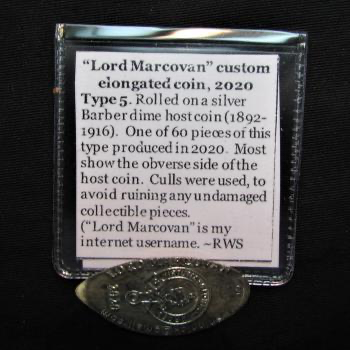 “Lord Marcovan” custom
elongated coin, 2020
Type 5. Rolled on a silver
Barber dime host coin (1892-
1916). One of 60 pieces of this
type produced in 2020. Most
show the obverse side of the
host coin. Culls were used, to
avoid ruining any undamaged
collectible pieces.
(“Lord Marcovan” is my
internet username. ~RWS